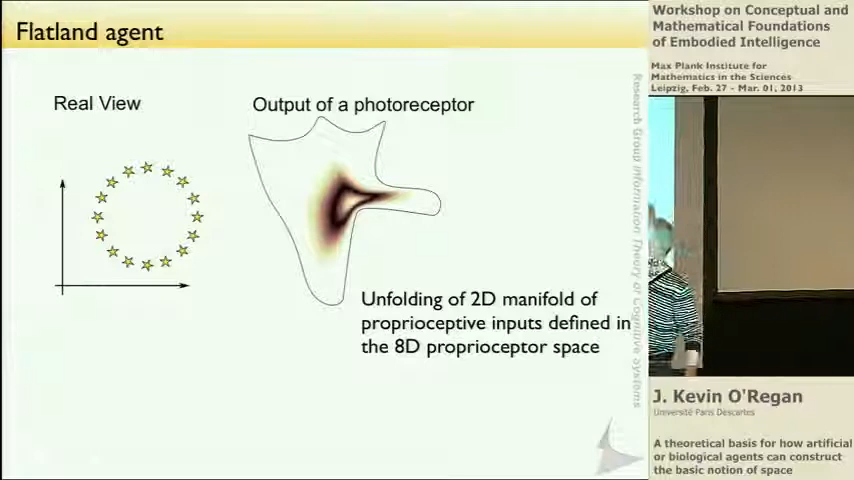 Flatland agent
Real View
Output of a photoreceptor
Unfolding of 2D manifold of
proprioceptive inputs defined in
the 8D proprioceptor space
Research Group Information Theory of Cognitive Systems
Workshop on Conceptual and
Mathematical Foundations
of Embodied Intelligence
Max Plank Institute for
Mathematics in the Sciences
Leipzig, Feb. 27 - Mar. 01, 2013
J. Kevin O'Regan
Université Paris Descartes
A theoretical basis for how artificial
or biological agents can construct
the basic notion of space